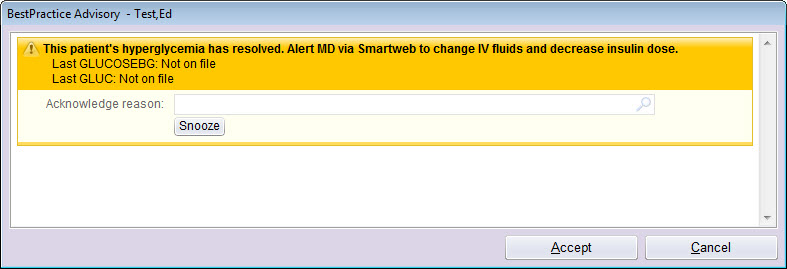 BestPractice Advisory - Test,Ed
This patient's hyperglycemia has resolved. Alert MD via Smartweb to change IV fluids and decrease insulin dose.
Last GLUCOSEBG: Not on file
Last GLUC: Not on file
Acknowledge reason:
Snooze
Accept Cancel